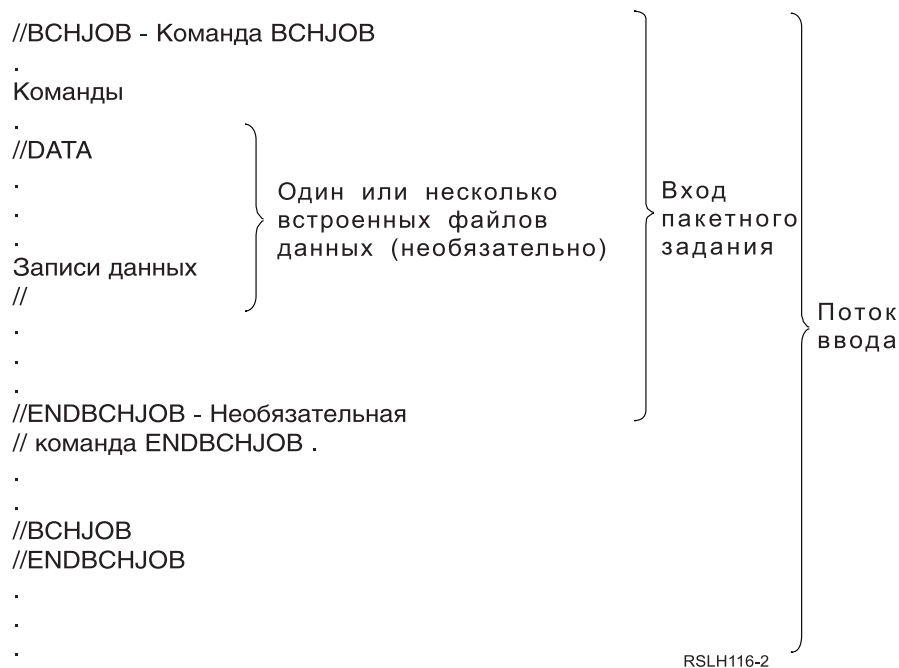 //BCHJOB - Команда BCHJOB
.
Команды
.
//DATA
.
.
.
Записи данных
//
.
.
.
//ENDBCHJOB - Необязательная
// команда ENDBCHJOB .
.
.
//BCHJOB
//ENDBCHJOB
.
.
.
Один или несколько
встроенных файлов
данных (необязательно)
Вход
пакетного
задания
Поток
ввода
RSLH116-2